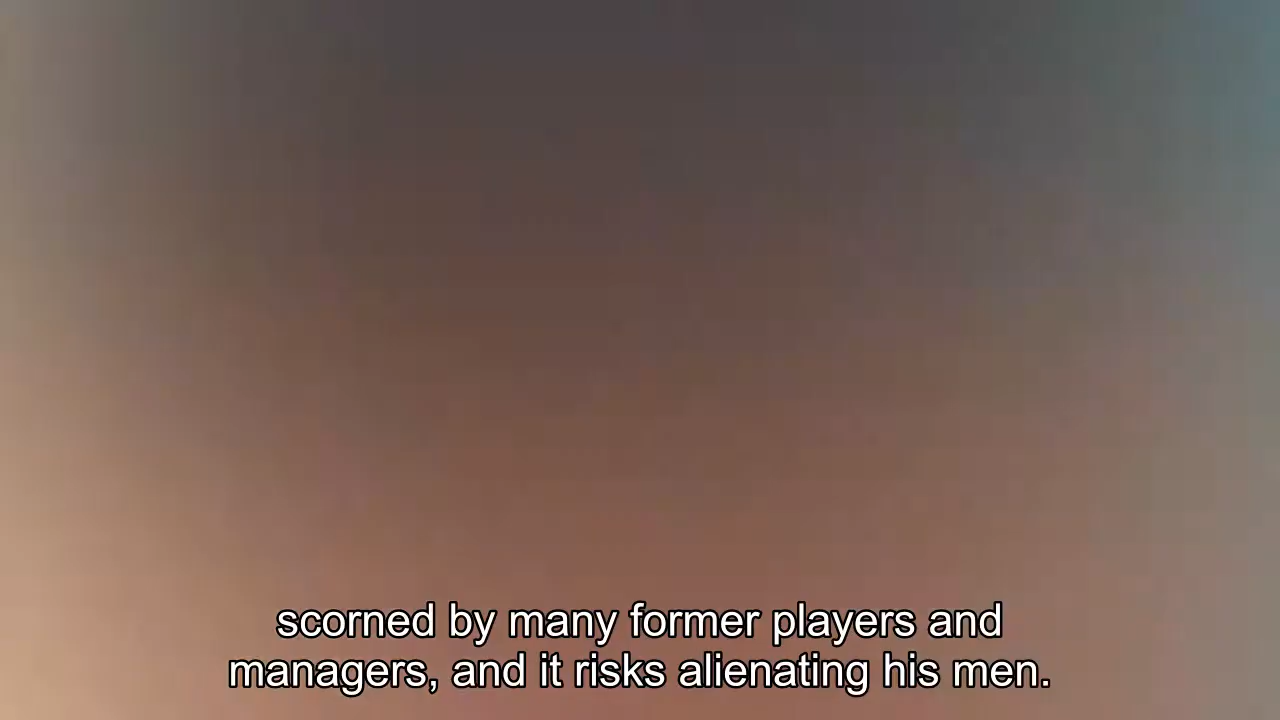 scorned by many former players and
managers, and it risks alienating his men.